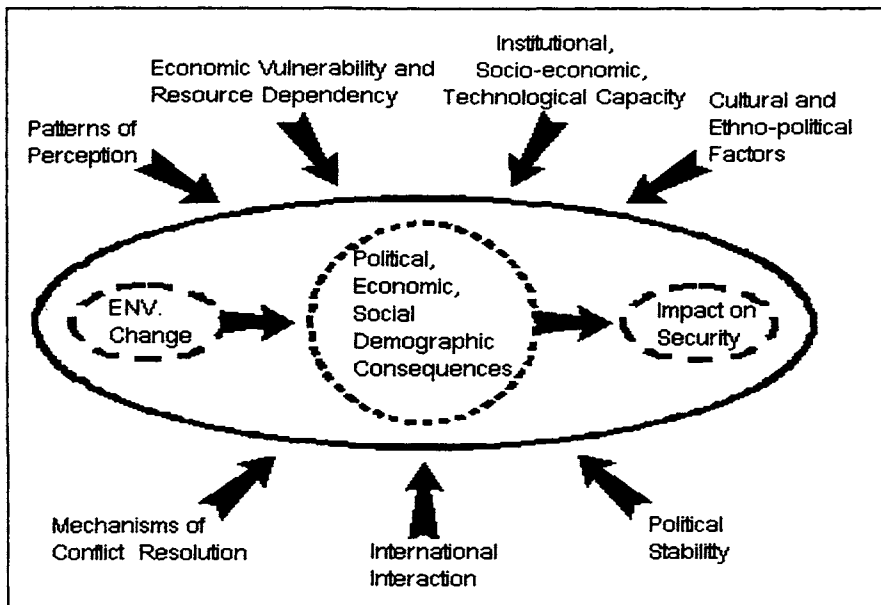 Institutional,
Socio-economic,
Technological Capacity
Economic Vulnerability and
Resource Dependency
Cultural and
Ethno-political
Factors
Patterns of
Perception
Political,
Economic,
Social
Demographic
Consequences
ENV.
Change
Impact on
Security
Mechanisms of
Conflict Resolution
International
Interaction
Political
Stabilitty